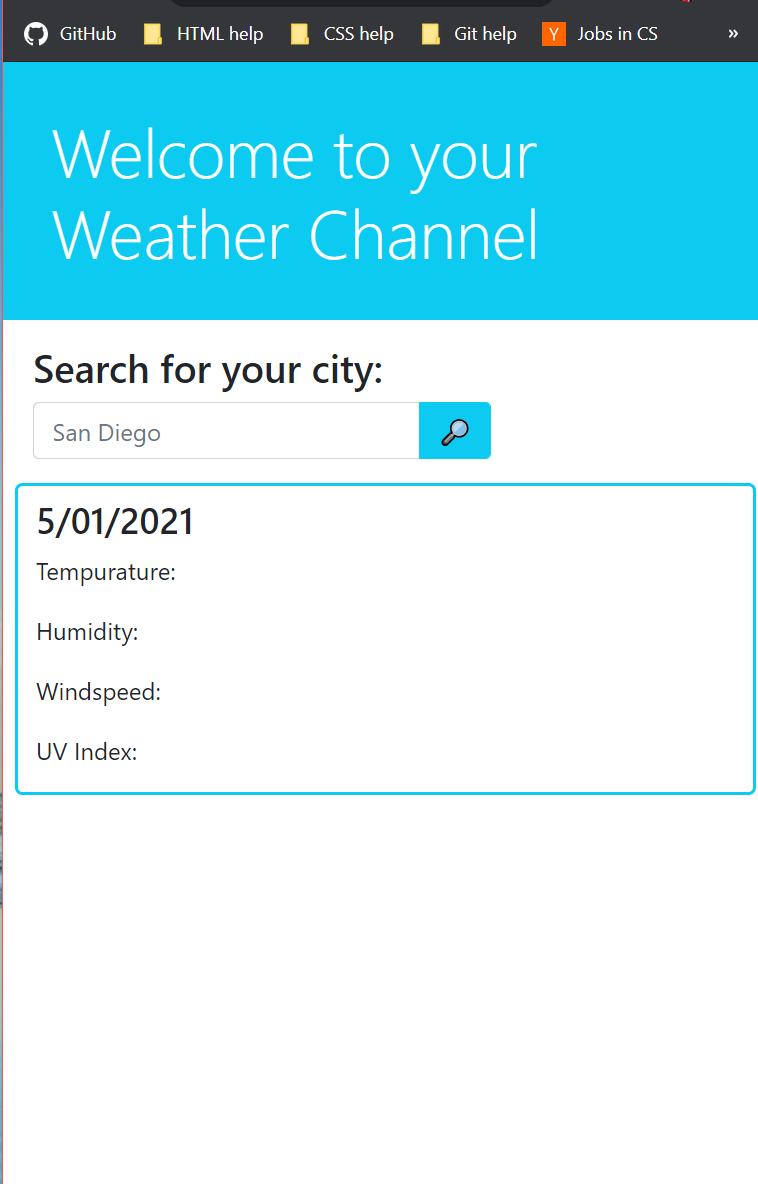 GitHub HTML help CSS help Git help Y Jobs in CS »
Welcome to your
Weather Channel
Search for your city:
San Diego
5/01/2021
Tempurature:
Humidity:
Windspeed:
UV Index: